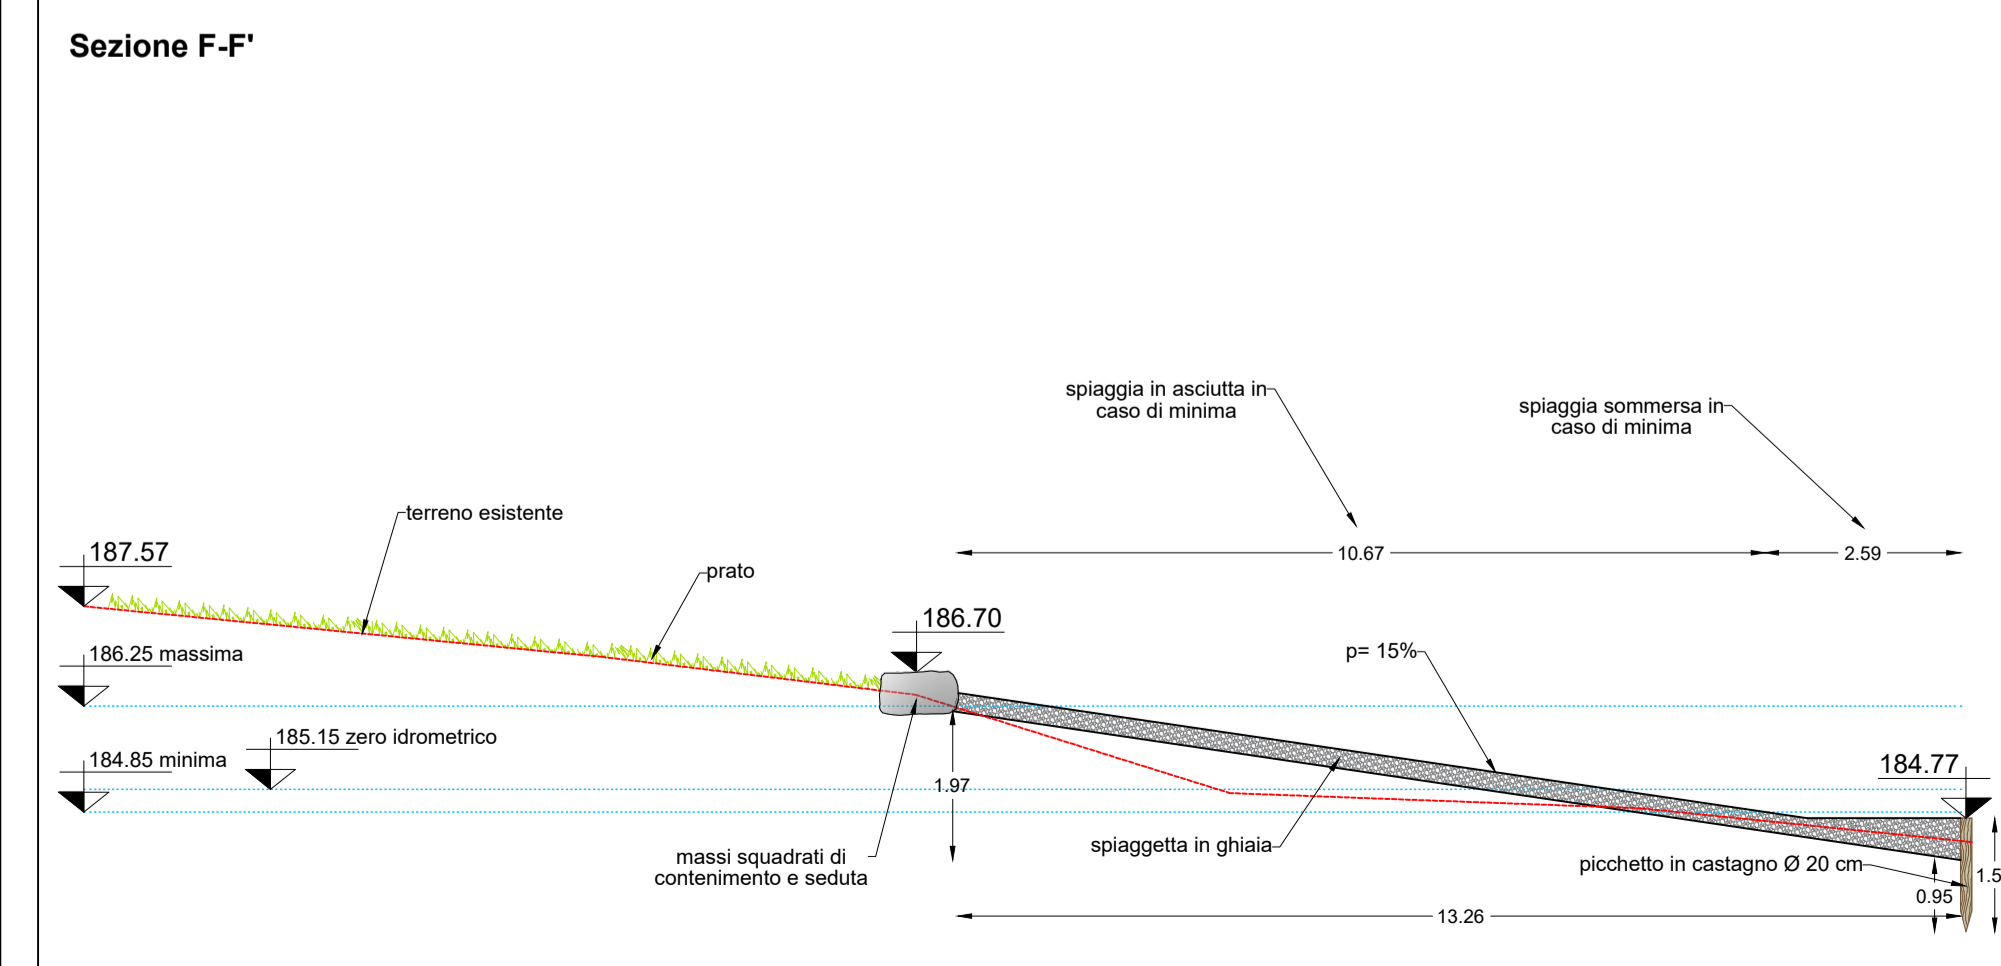 Sezione F-F'
spiaggia in asciutta in
caso di minima
spiaggia sommersa in
caso di minima
terreno esistente
187.57
10.67
2.59
prato
186.70
186.25 massima
p= 15%
185.15 zero idrometrico
184.85 minima
184.77
1.97
spiaggetta in ghiaia
massi squadrati di
contenimento e seduta
picchetto in castagno Ø 20 cm
1.5
0.95
13.26